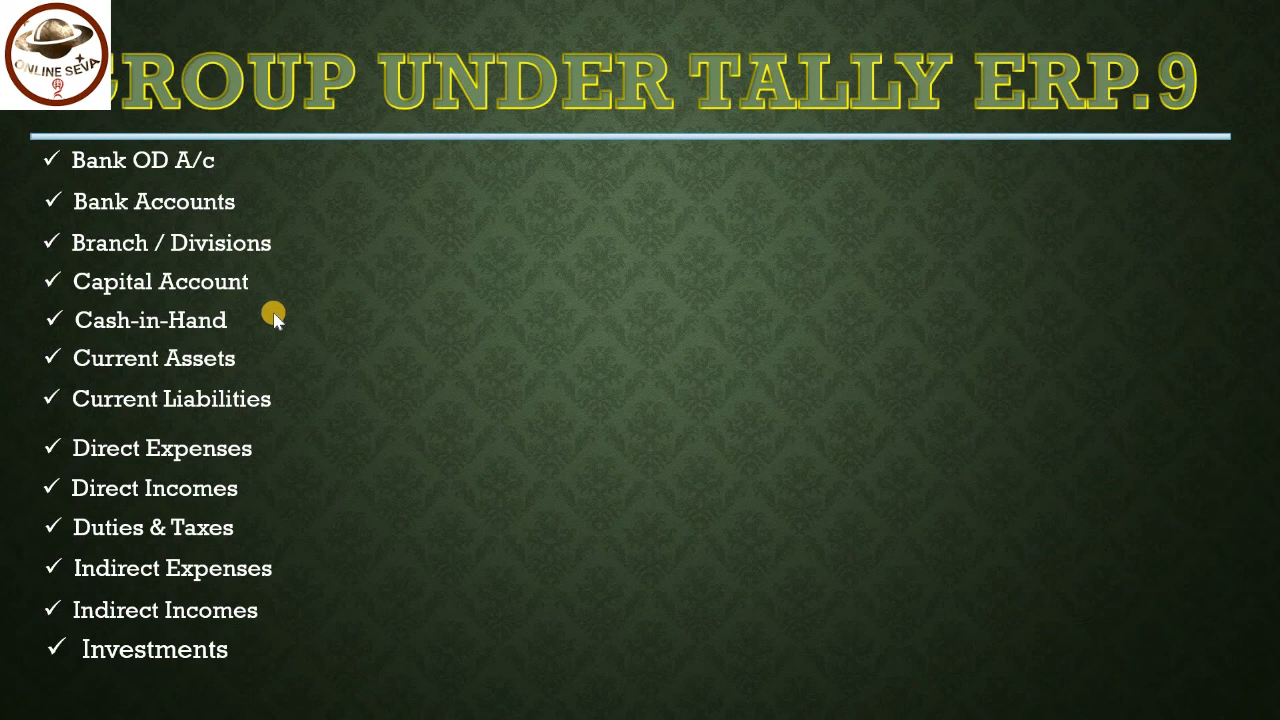 ONLINE SEVA
GROUP UNDER TALLY ERP.9
Bank OD A/c
Bank Accounts
Branch / Divisions
Capital Account
Cash-in-Hand
Current Assets
Current Liabilities
Direct Expenses
Direct Incomes
Duties & Taxes
Indirect Expenses
Indirect Incomes
Investments